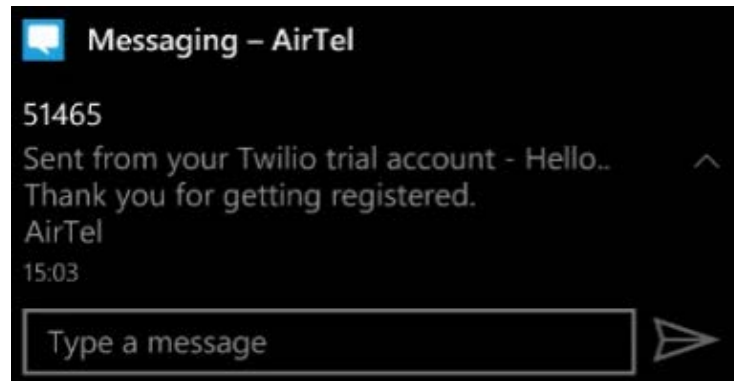 Messaging – AirTel
51465
Sent from your Twilio trial account - Hello..
Thank you for getting registered.
AirTel
15:03
Type a message